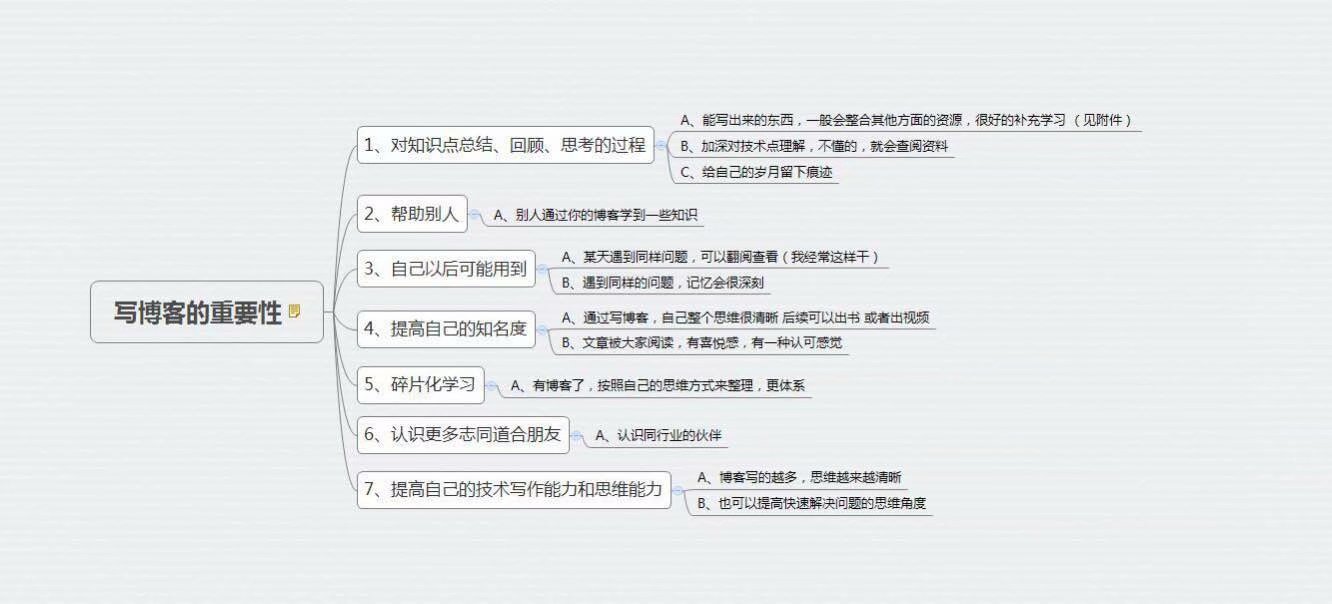 写博客的重要性
1、对知识点总结、回顾、思考的过程
A、能写出来的东西，一般会整合其他方面的资源，很好的补充学习 （见附件）
B、加深对技术点理解，不懂的，就会查阅资料
C、给自己的岁月留下痕迹
2、帮助别人
A、别人通过你的博客学到一些知识
3、自己以后可能用到
A、某天遇到同样问题，可以翻阅查看（我经常这样干）
B、遇到同样的问题，记忆会很深刻
4、提高自己的知名度
A、通过写博客，自己整个思维很清晰 后续可以出书 或者出视频
B、文章被大家阅读，有喜悦感，有一种认可感觉
5、碎片化学习
A、有博客了，按照自己的思维方式来整理，更体系
6、认识更多志同道合朋友
A、认识同行业的伙伴
7、提高自己的技术写作能力和思维能力
A、博客写的越多，思维越来越清晰
B、也可以提高快速解决问题的思维角度